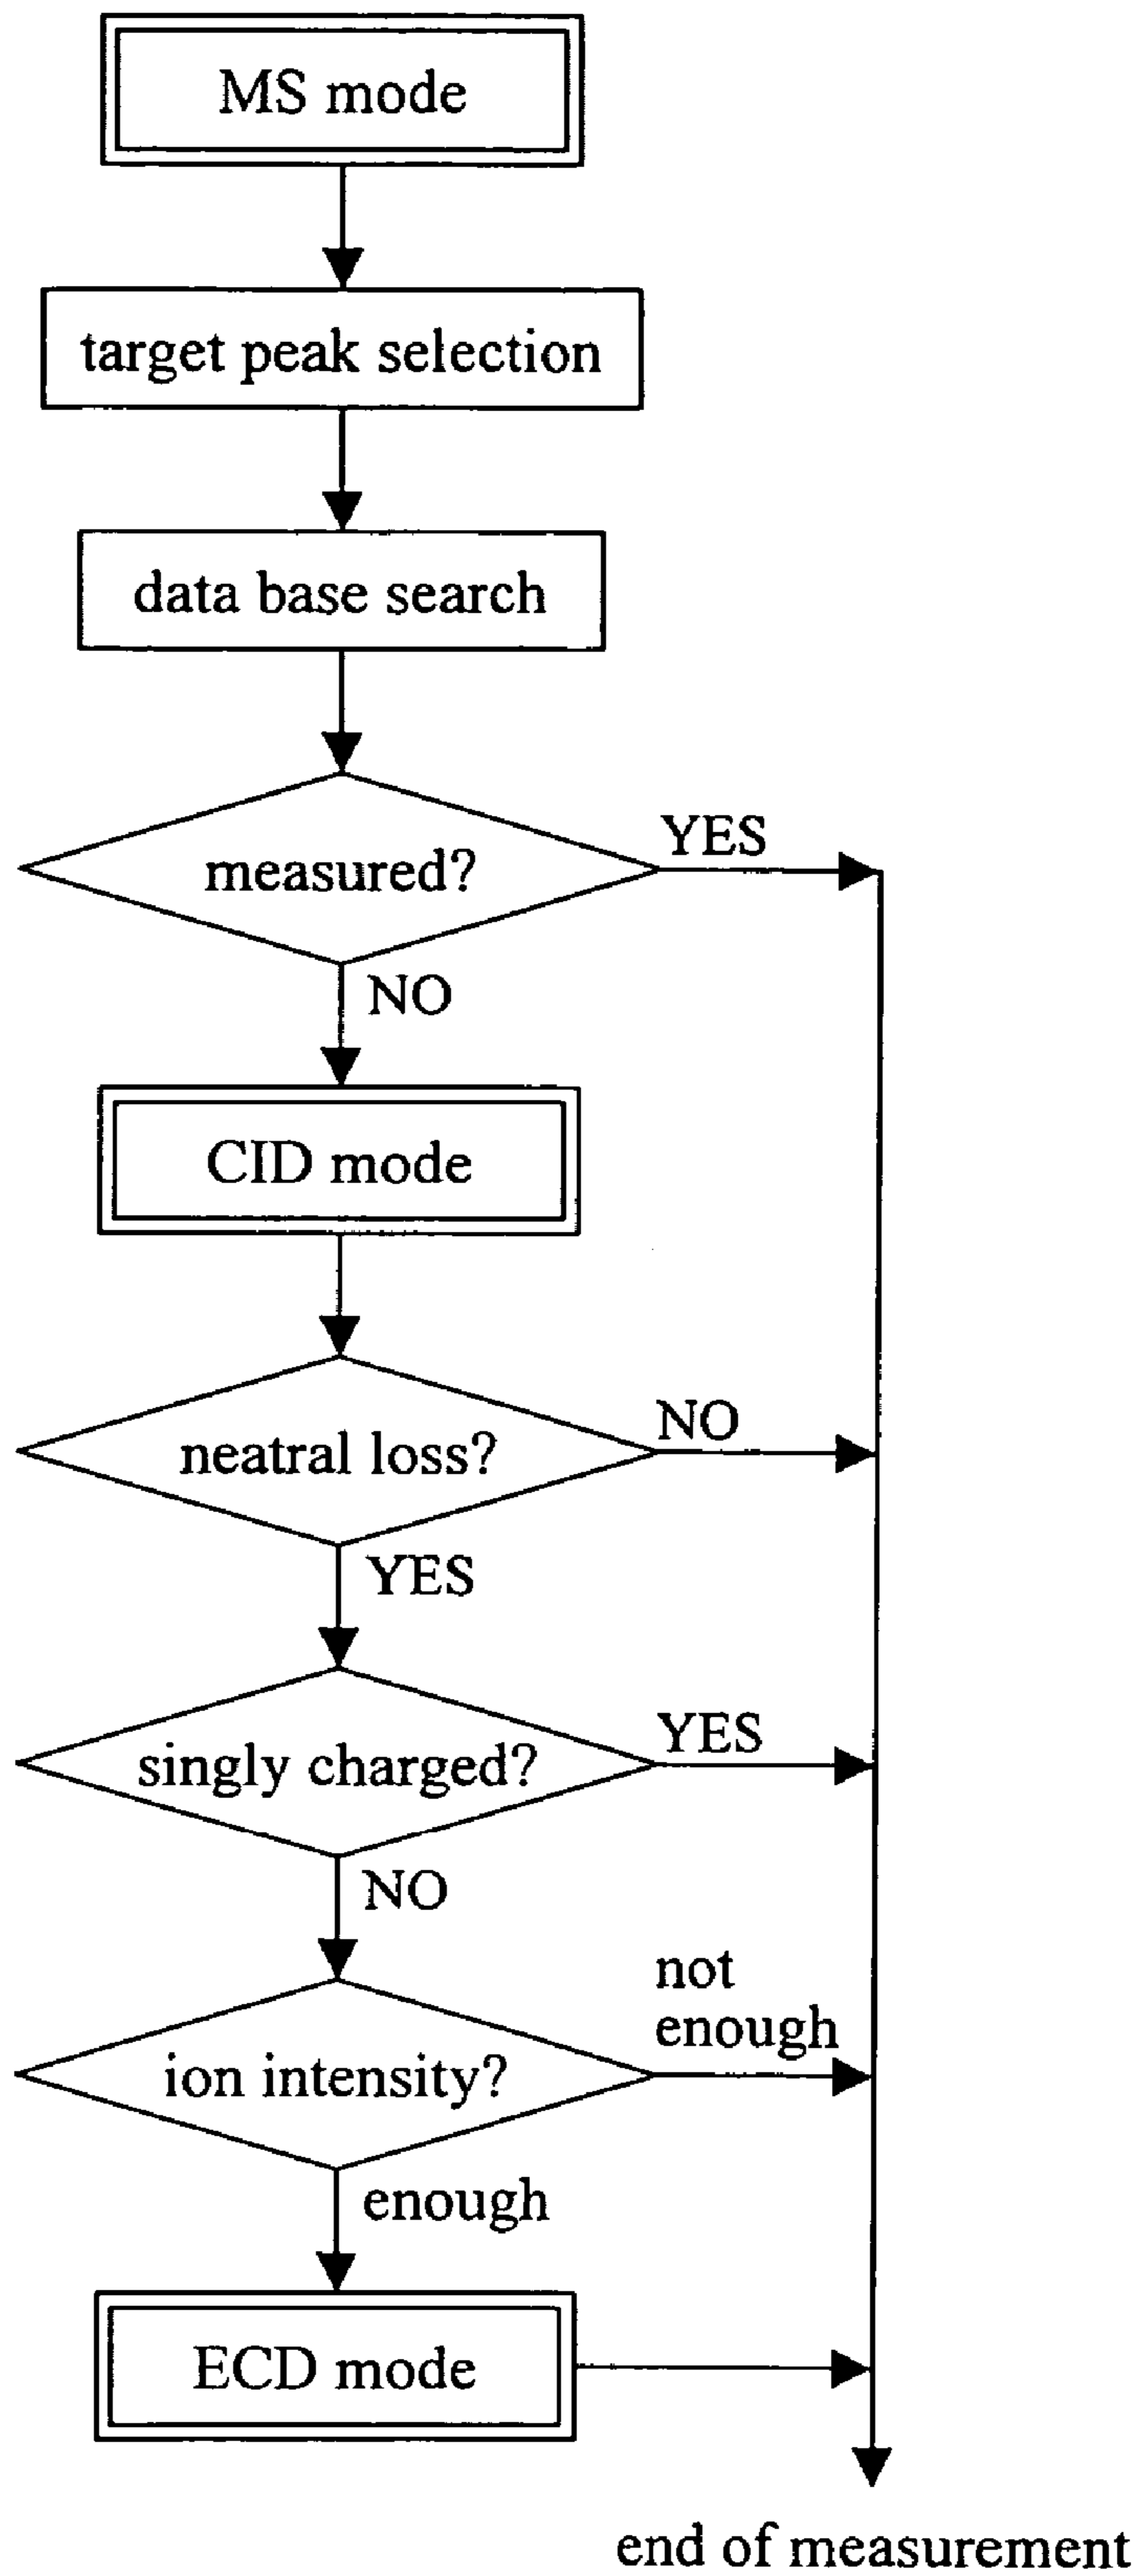 MS mode
target peak selection
data base search
measured?
YES
NO
CID mode
neatral loss?
NO
YES
singly charged?
YES
NO
ion intensity?
not
enough
enough
ECD mode
end of measurement